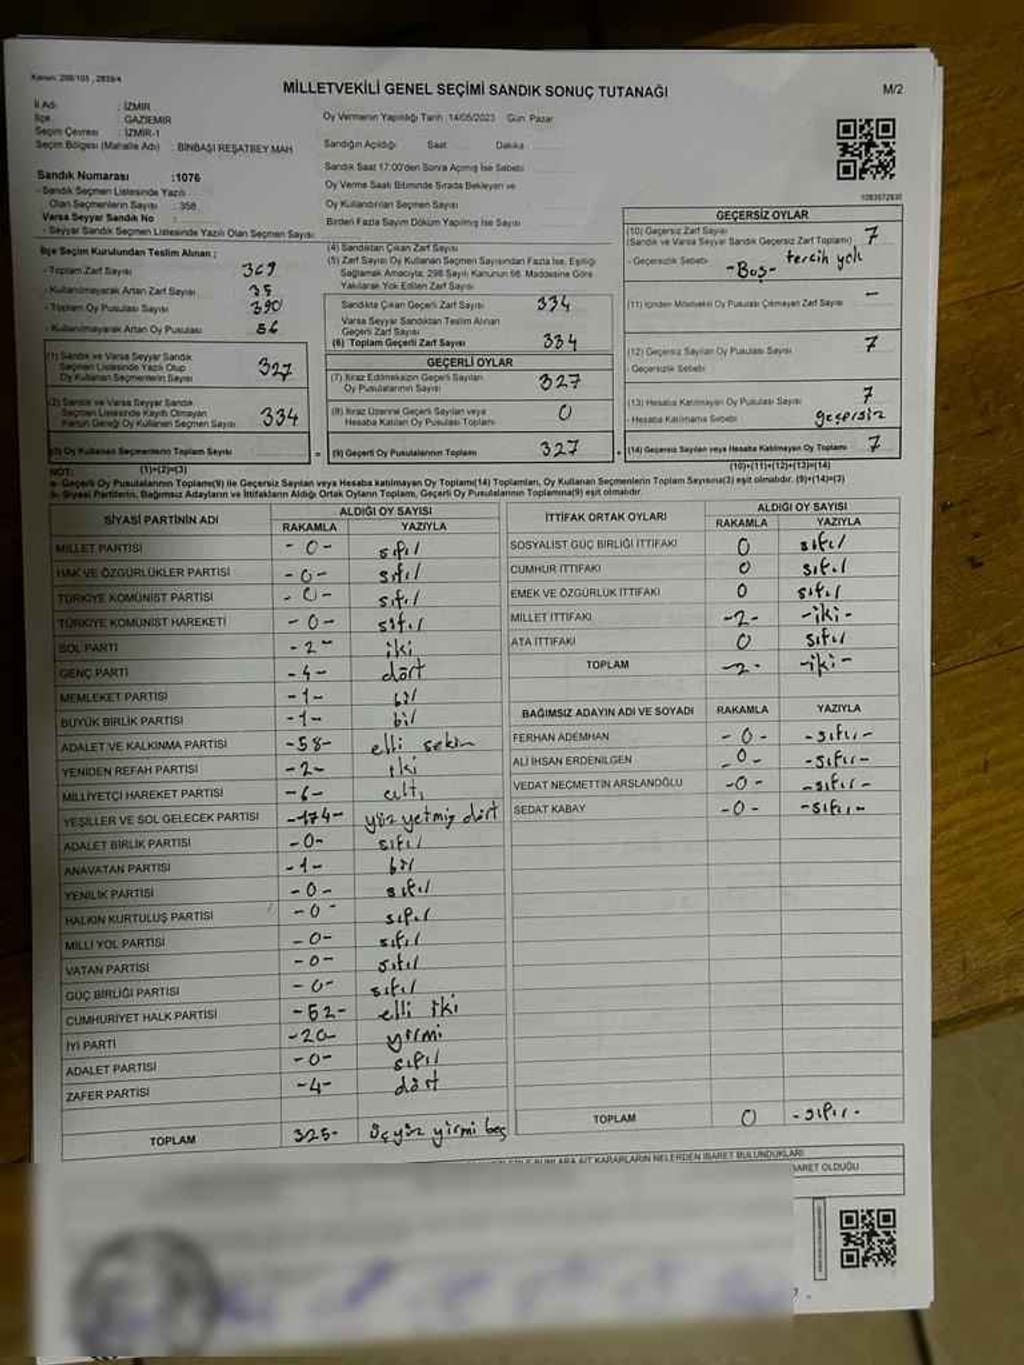 Kanun: 298/105 , 2839/4
MİLLETVEKİLİ GENEL SEÇİMİ SANDIK SONUÇ TUTANAĞI
M/2
İl Adı : İZMİR
İlçe : GAZİEMİR
Seçim Çevresi : İZMİR-1
Seçim Bölgesi (Mahalle Adı) : BİNBAŞI REŞATBEY MAH
Sandık Numarası :1076
- Sandık Seçmen Listesinde Yazılı
Olan Seçmenlerin Sayısı : 358
Varsa Seyyar Sandık No :
- Seyyar Sandık Seçmen Listesinde Yazılı Olan Seçmen Sayısı:
Oy Vermenin Yapıldığı Tarih :14/05/2023 Gün: Pazar
Sandığın Açıldığı Saat Dakika
Sandık Saat 17:00'den Sonra Açılmış İse Sebebi
Oy Verme Saati Bitiminde Sırada Bekleyen ve
Oy Kullandırılan Seçmen Sayısı
Birden Fazla Sayım Döküm Yapılmış İse Sayısı
İlçe Seçim Kurulundan Teslim Alınan ;
- Toplam Zarf Sayısı 369
- Kullanılmayarak Artan Zarf Sayısı 35
- Toplam Oy Pusulası Sayısı 390
- Kullanılmayarak Artan Oy Pusulası 56
(1) Sandık ve Varsa Seyyar Sandık
Seçmen Listesinde Yazılı Olup
Oy Kullanan Seçmenlerin Sayısı 327
(2) Sandık ve Varsa Seyyar Sandık
Seçmen Listesinde Kayıtlı Olmayan
Kanun Gereği Oy Kullanan Seçmen Sayısı 334
(3) Oy Kullanan Seçmenlerin Toplam Sayısı
(1)+(2)=(3)
(4) Sandıktan Çıkan Zarf Sayısı
(5) Zarf Sayısı Oy Kullanan Seçmen Sayısından Fazla İse, Eşitliği
Sağlamak Amacıyla, 298 Sayılı Kanunun 98. Maddesine Göre
Yakılarak Yok Edilen Zarf Sayısı
Sandıkta Çıkan Geçerli Zarf Sayısı 334
Varsa Seyyar Sandıktan Teslim Alınan
Geçerli Zarf Sayısı
(6) Toplam Geçerli Zarf Sayısı 334
GEÇERLİ OYLAR
(7) İtiraz Edilmeksizin Geçerli Sayılan
Oy Pusulalarının Sayısı 327
(8) İtiraz Üzerine Geçerli Sayılan veya
Hesaba Katılan Oy Pusulası Toplamı 0
(9) Geçerli Oy Pusulalarının Toplamı 327
GEÇERSİZ OYLAR
(10) Geçersiz Zarf Sayısı
(Sandık ve Varsa Seyyar Sandık Geçersiz Zarf Toplamı) 7
- Geçersizlik Sebebi -Boş- tercih yok
(11) İçinden Milletvekili Oy Pusulası Çıkmayan Zarf Sayısı -
(12) Geçersiz Sayılan Oy Pusulası Sayısı 7
- Geçersizlik Sebebi
(13) Hesaba Katılmayan Oy Pusulası Sayısı 7
- Hesaba Katılmama Sebebi geçersiz
(14) Geçersiz Sayılan veya Hesaba Katılmayan Oy Toplamı 7
(10)+(11)+(12)+(13)=(14)
NOT:
a- Geçerli Oy Pusulalarının Toplamı(9) ile Geçersiz Sayılan veya Hesaba katılmayan Oy Pusulası(14) Toplamları, Oy Kullanan Seçmenlerin Toplam Sayısına(3) eşit olmalıdır. (9)+(14)=(3)
b- Siyasi Partilerin, Bağımsız Adayların ve İttifakların Aldığı Ortak Oyların Toplamı, Geçerli Oy Pusulalarının Toplamına(9) eşit olmalıdır.
SİYASİ PARTİNİN ADI ALDIĞI OY SAYISI
RAKAMLA YAZIYLA
MİLLET PARTİSİ - 0 - sıfır
HAK VE ÖZGÜRLÜKLER PARTİSİ - 0 - sıfır
TÜRKİYE KOMÜNİST PARTİSİ - 0 - sıfır
TÜRKİYE KOMÜNİST HAREKETİ - 0 - sıfır
SOL PARTİ - 2 - iki
GENÇ PARTİ - 4 - dört
MEMLEKET PARTİSİ - 1 - bir
BÜYÜK BİRLİK PARTİSİ - 1 - bir
ADALET VE KALKINMA PARTİSİ -58- elli sekiz
YENİDEN REFAH PARTİSİ - 2 - iki
MİLLİYETÇİ HAREKET PARTİSİ - 6 - altı
YEŞİLLER VE SOL GELECEK PARTİSİ -174- yüz yetmiş dört
ADALET BİRLİK PARTİSİ - 0 - sıfır
ANAVATAN PARTİSİ - 1 - bir
YENİLİK PARTİSİ - 0 - sıfır
HALKIN KURTULUŞ PARTİSİ - 0 - sıfır
MİLLİ YOL PARTİSİ - 0 - sıfır
VATAN PARTİSİ - 0 - sıfır
GÜÇ BİRLİĞİ PARTİSİ - 0 - sıfır
CUMHURİYET HALK PARTİSİ -52- elli iki
İYİ PARTİ -20- yirmi
ADALET PARTİSİ - 0 - sıfır
ZAFER PARTİSİ - 4 - dört
TOPLAM 325- üçyüz yirmi beş
İTTİFAK ORTAK OYLARI ALDIĞI OY SAYISI
RAKAMLA YAZIYLA
SOSYALİST GÜÇ BİRLİĞİ İTTİFAKI 0 sıfır
CUMHUR İTTİFAKI 0 sıfır
EMEK VE ÖZGÜRLÜK İTTİFAKI 0 sıfır
MİLLET İTTİFAKI -2- -iki-
ATA İTTİFAKI 0 sıfır
TOPLAM -2- -iki-
BAĞIMSIZ ADAYIN ADI VE SOYADI RAKAMLA YAZIYLA
FERHAN ADEMHAN - 0 - -sıfır-
ALİ İHSAN ERDENİLGEN - 0 - -sıfır-
VEDAT NECMETTİN ARSLANOĞLU - 0 - -sıfır-
SEDAT KABAY - 0 - -sıfır-
TOPLAM 0 -sıfır-
BUNLARA AİT KARARLARIN NELERDEN İBARET BULUNDUKLARI
OLDUĞU